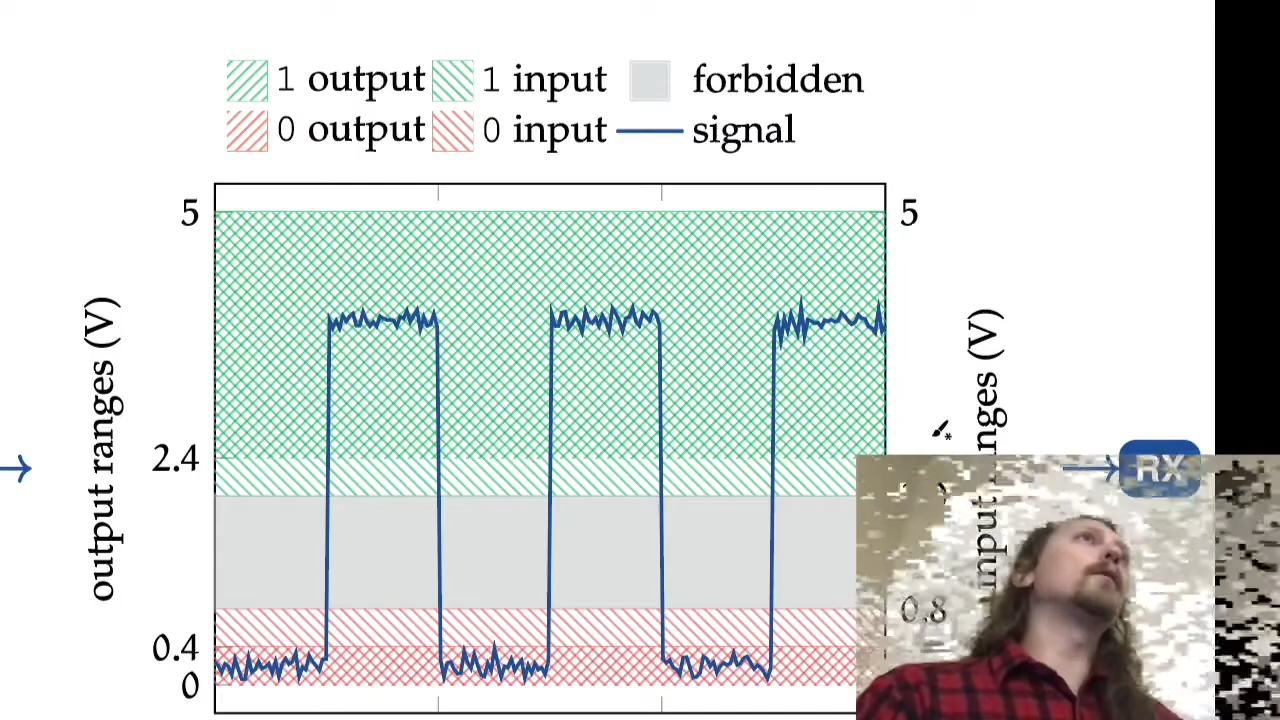 1 output 1 input forbidden
0 output 0 input signal
5
2.4
0.4
0
output ranges (V)
5
0.8
input ranges (V)
RX